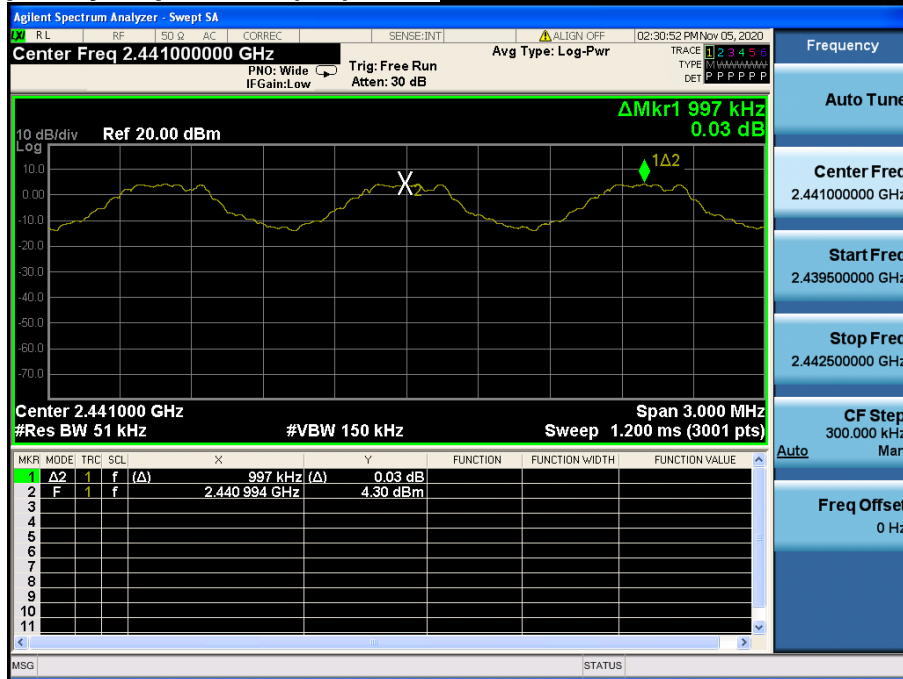 Agilent Spectrum Analyzer - Swept SA
LXI RL RF 50 Ω AC CORREC SENSE:INT ALIGN OFF 02:30:52 PM Nov 05, 2020
Center Freq 2.441000000 GHz
PNO: Wide
IFGain:Low
Trig: Free Run
Atten: 30 dB
Avg Type: Log-Pwr
TRACE 1 2 3 4 5 6
TYPE M WWWWW
DET P P P P P P
Frequency
Auto Tune
Center Freq
2.441000000 GHz
Start Freq
2.439500000 GHz
Stop Freq
2.442500000 GHz
CF Step
300.000 kHz
Auto Man
Freq Offset
0 Hz
ΔMkr1 997 kHz
0.03 dB
10 dB/div Ref 20.00 dBm
Log
10.0
0.00
-10.0
-20.0
-30.0
-40.0
-50.0
-60.0
-70.0
1Δ2
X2
Center 2.441000 GHz Span 3.000 MHz
#Res BW 51 kHz #VBW 150 kHz Sweep 1.200 ms (3001 pts)
MKR MODE TRC SCL X Y FUNCTION FUNCTION WIDTH FUNCTION VALUE
1 Δ2 1 f (Δ) 997 kHz (Δ) 0.03 dB
2 F 1 f 2.440 994 GHz 4.30 dBm
3
4
5
6
7
8
9
10
11
MSG STATUS